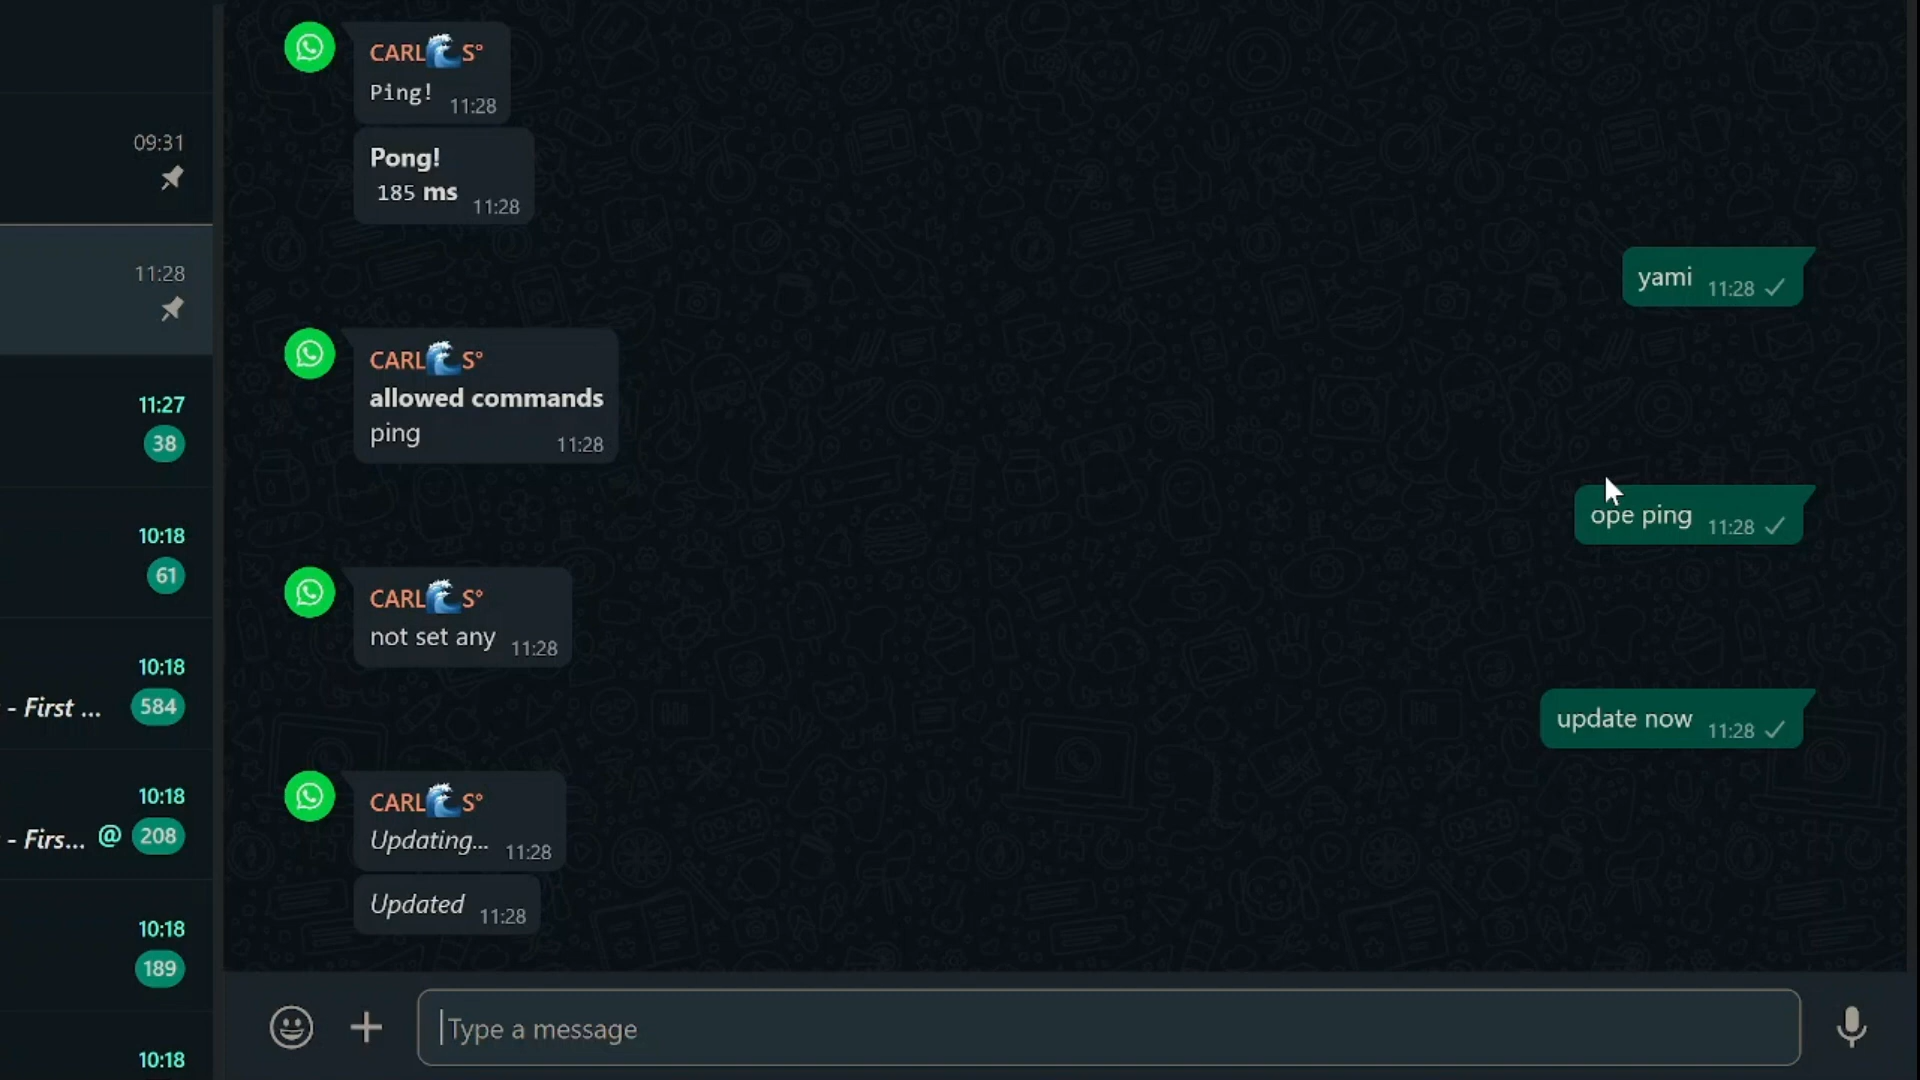 09:31
11:28
11:27
38
10:18
61
10:18
- First ...
584
10:18
- Firs... @ 208
10:18
189
10:18
CARL🌊S°
Ping! 11:28
Pong!
185 ms 11:28
yami 11:28
CARL🌊S°
allowed commands
ping 11:28
ope ping 11:28
CARL🌊S°
not set any 11:28
update now 11:28
CARL🌊S°
Updating... 11:28
Updated 11:28
Type a message